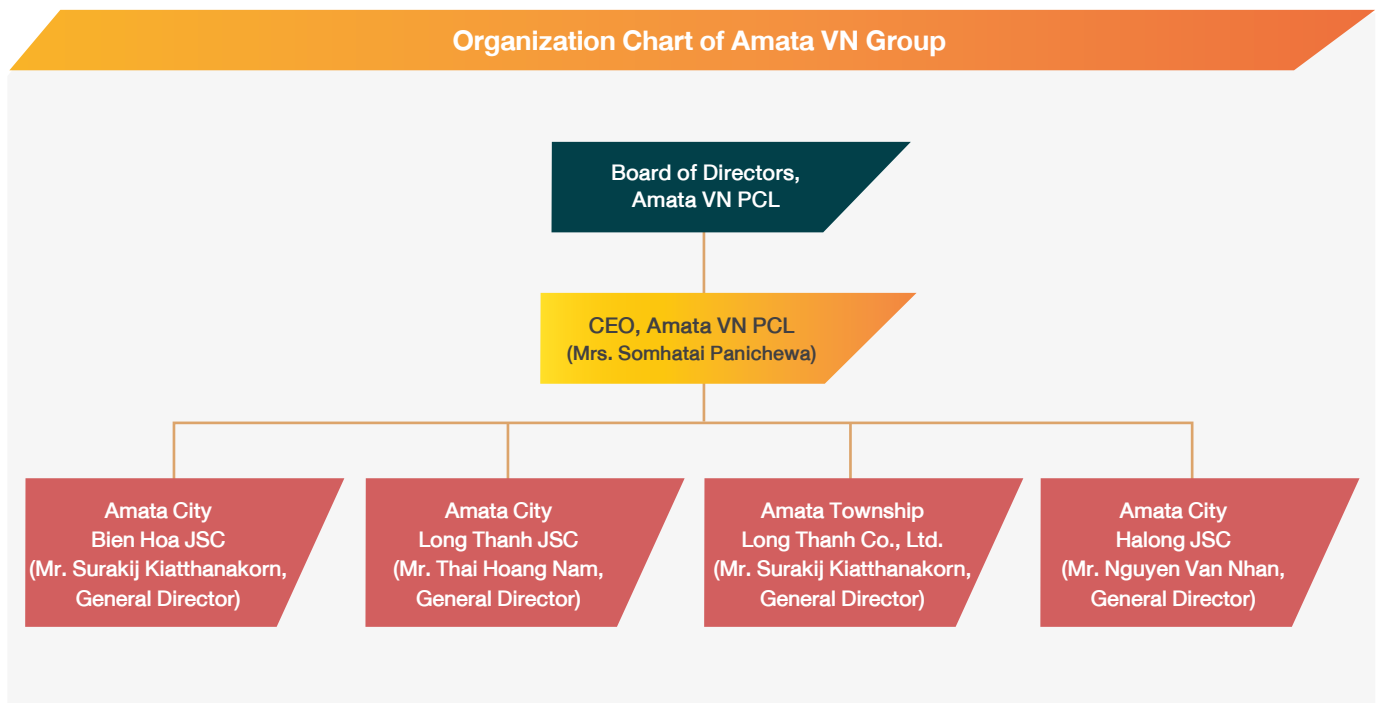 Organization Chart of Amata VN Group
Board of Directors,
Amata VN PCL
CEO, Amata VN PCL
(Mrs. Somhatai Panichewa)
Amata City
Bien Hoa JSC
(Mr. Surakij Kiatthanakorn,
General Director)
Amata City
Long Thanh JSC
(Mr. Thai Hoang Nam,
General Director)
Amata Township
Long Thanh Co., Ltd.
(Mr. Surakij Kiatthanakorn,
General Director)
Amata City
Halong JSC
(Mr. Nguyen Van Nhan,
General Director)